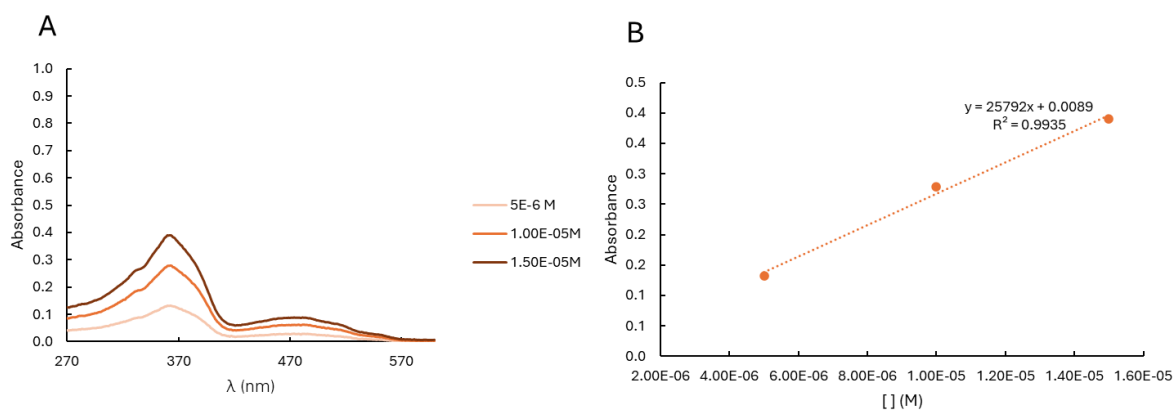 A
1.0
0.9
0.8
0.7
0.6
0.5
0.4
0.3
0.2
0.1
0.0
Absorbance
270 370 470 570
λ (nm)
5E-6 M
1.00E-05M
1.50E-05M
B
0.5
0.4
0.4
0.3
0.3
0.2
0.2
0.1
0.1
0.0
Absorbance
y = 25792x + 0.0089
R² = 0.9935
2.00E-06 4.00E-06 6.00E-06 8.00E-06 1.00E-05 1.20E-05 1.40E-05 1.60E-05
[ ] (M)